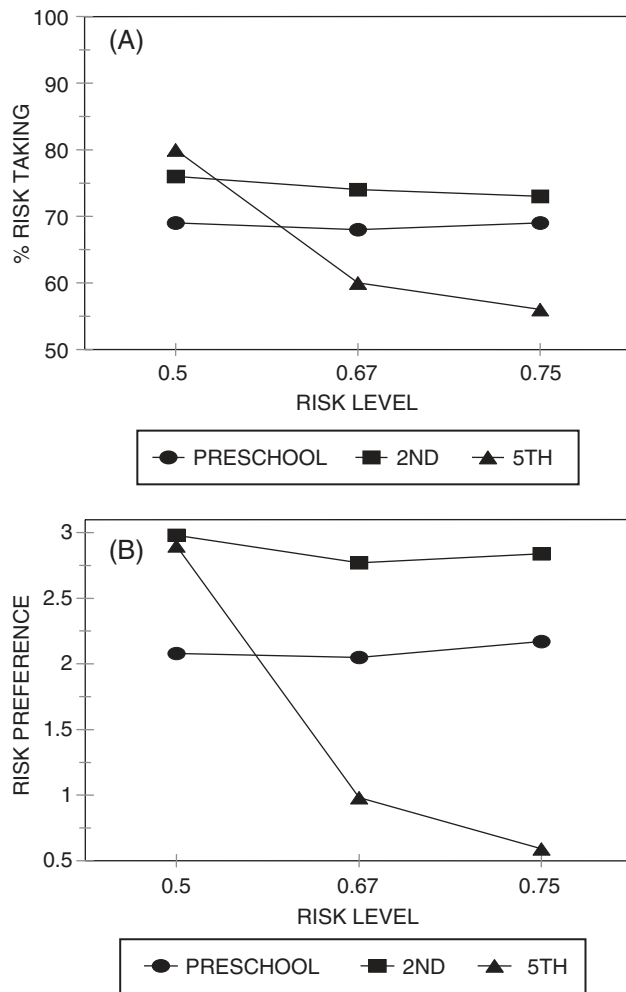 (A)
% RISK TAKING
100
90
80
70
60
50
0.5 0.67 0.75
RISK LEVEL
PRESCHOOL 2ND 5TH
(B)
RISK PREFERENCE
3
2.5
2
1.5
1
0.5
0.5 0.67 0.75
RISK LEVEL
PRESCHOOL 2ND 5TH